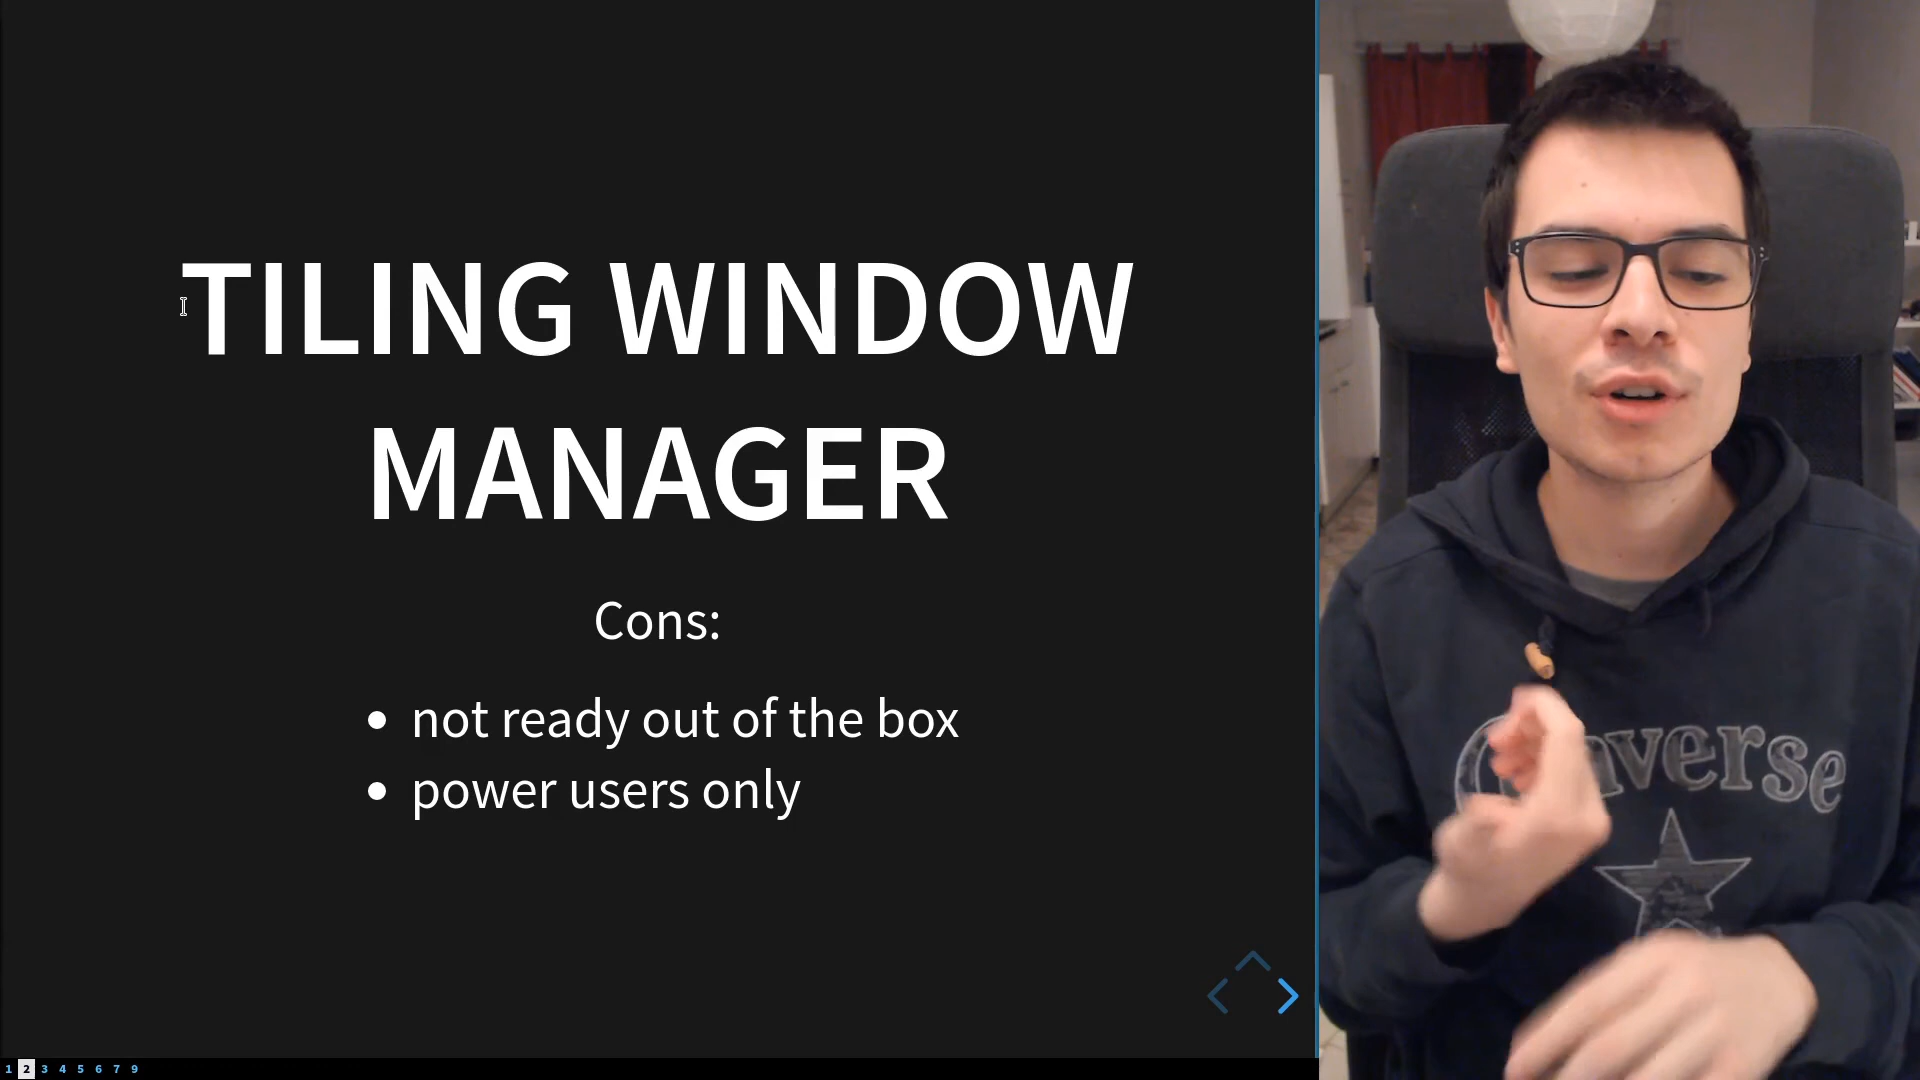 TILING WINDOW
MANAGER
Cons:
not ready out of the box
power users only
1 2 3 4 5 6 7 9
nverse